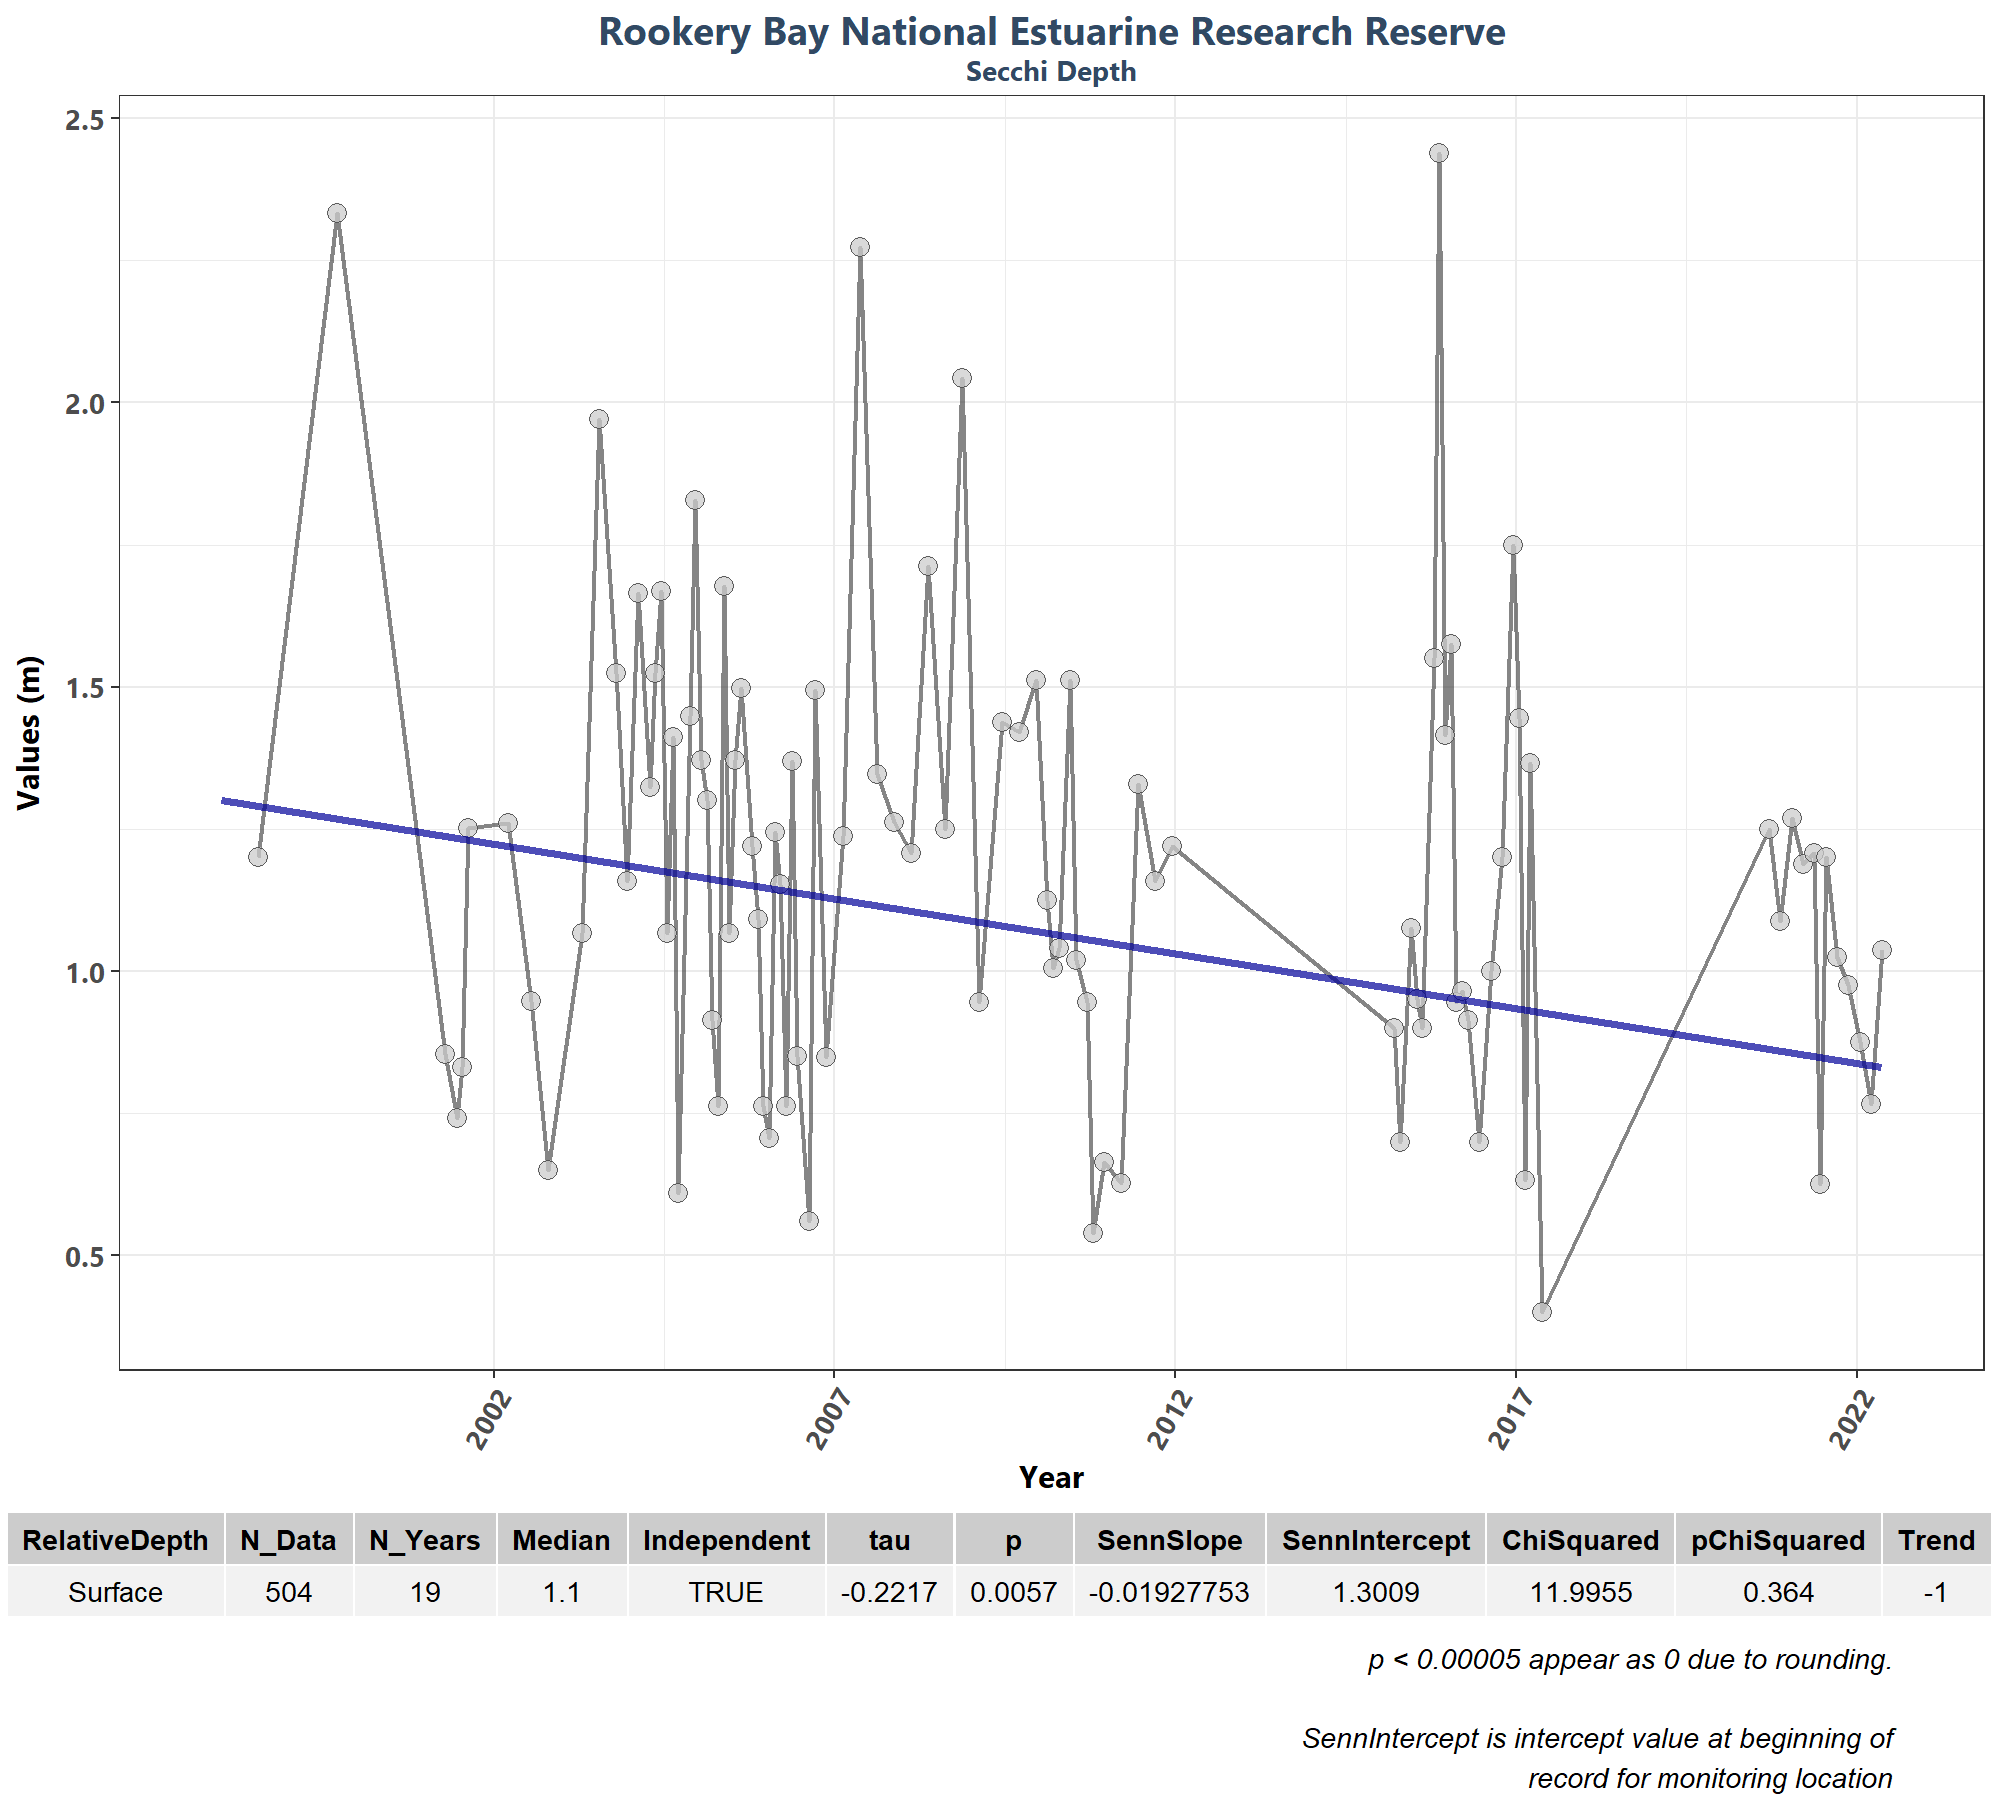 Rookery Bay National Estuarine Research Reserve
Secchi Depth
2.5
2.0
1.5
1.0
0.5
Values (m)
2002 2007 2012 2017 2022
Year
RelativeDepth N_Data N_Years Median Independent tau p SennSlope SennIntercept ChiSquared pChiSquared Trend
Surface 504 19 1.1 TRUE -0.2217 0.0057 -0.01927753 1.3009 11.9955 0.364 -1
p < 0.00005 appear as 0 due to rounding.
SennIntercept is intercept value at beginning of
record for monitoring location